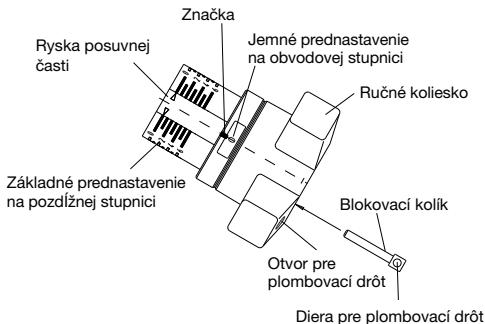 Značka
Ryska posuvnej
časti
Jemné prednastavenie
na obvodovej stupnici
Ručné koliesko
Základné prednastavenie
na pozdĺžnej stupnici
Blokovací kolík
Otvor pre
plombovací drôt
Diera pre plombovací drôt